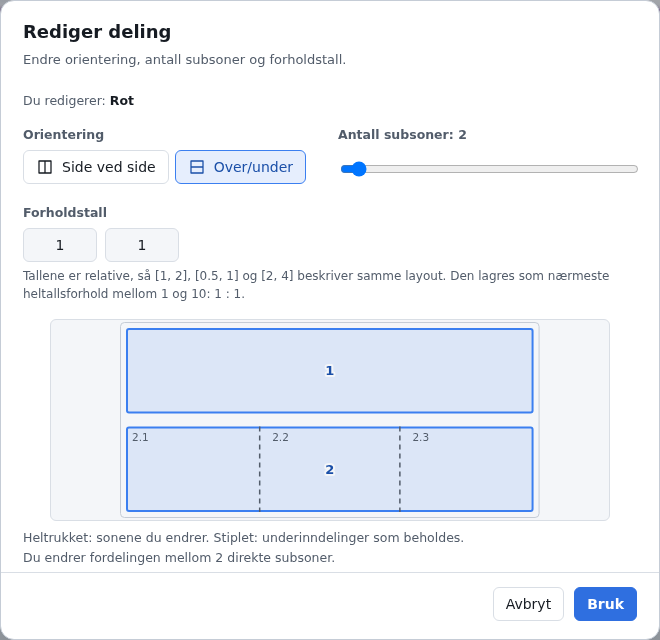 Rediger deling
Endre orientering, antall subsoner og forholdstall.
Du redigerer: Rot
Orientering
Antall subsoner: 2
Side ved side
Over/under
Forholdstall
1
1
Tallene er relative, så [1, 2], [0.5, 1] og [2, 4] beskriver samme layout. Den lagres som nærmeste
heltallsforhold mellom 1 og 10: 1 : 1.
1
2.1
2.2
2.3
2
Heltrukket: sonene du endrer. Stiplet: underinndelinger som beholdes.
Du endrer fordelingen mellom 2 direkte subsoner.
Avbryt
Bruk